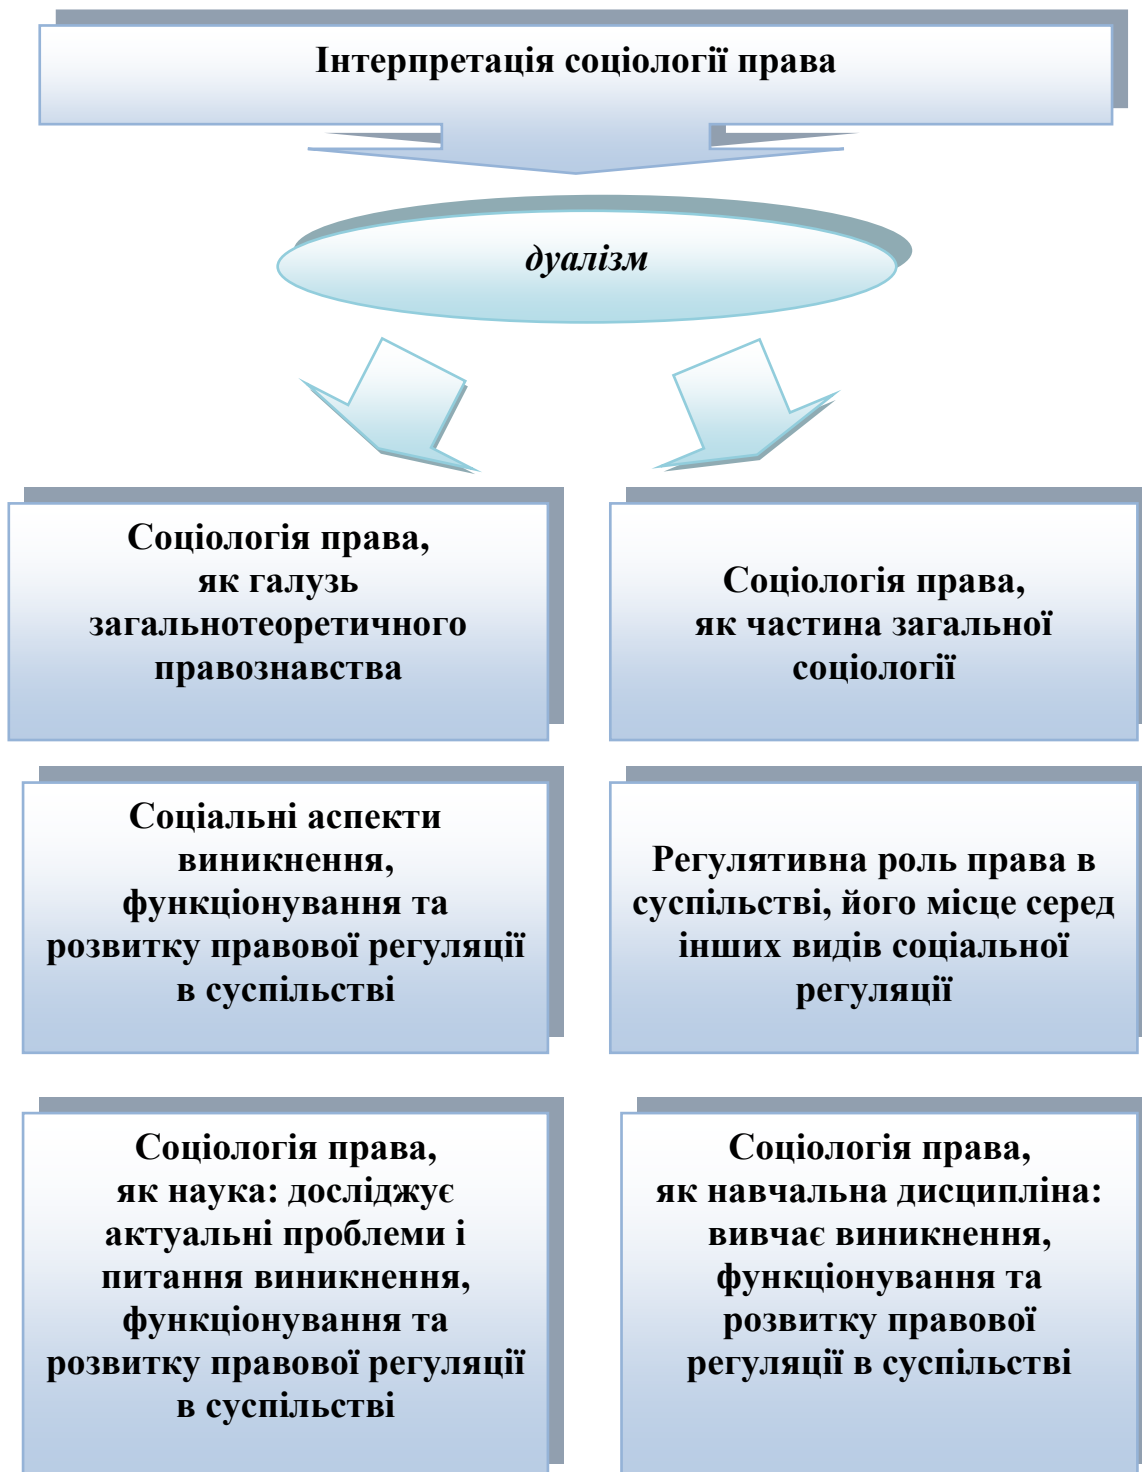 Інтерпретація соціології права
дуалізм
Соціологія права,
як галузь
загальнотеоретичного
правознавства
Соціологія права,
як частина загальної
соціології
Соціальні аспекти
виникнення,
функціонування та
розвитку правової регуляції
в суспільстві
Регулятивна роль права в
суспільстві, його місце серед
інших видів соціальної
регуляції
Соціологія права,
як наука: досліджує
актуальні проблеми і
питання виникнення,
функціонування та
розвитку правової регуляції
в суспільстві
Соціологія права,
як навчальна дисципліна:
вивчає виникнення,
функціонування та
розвитку правової
регуляції в суспільстві